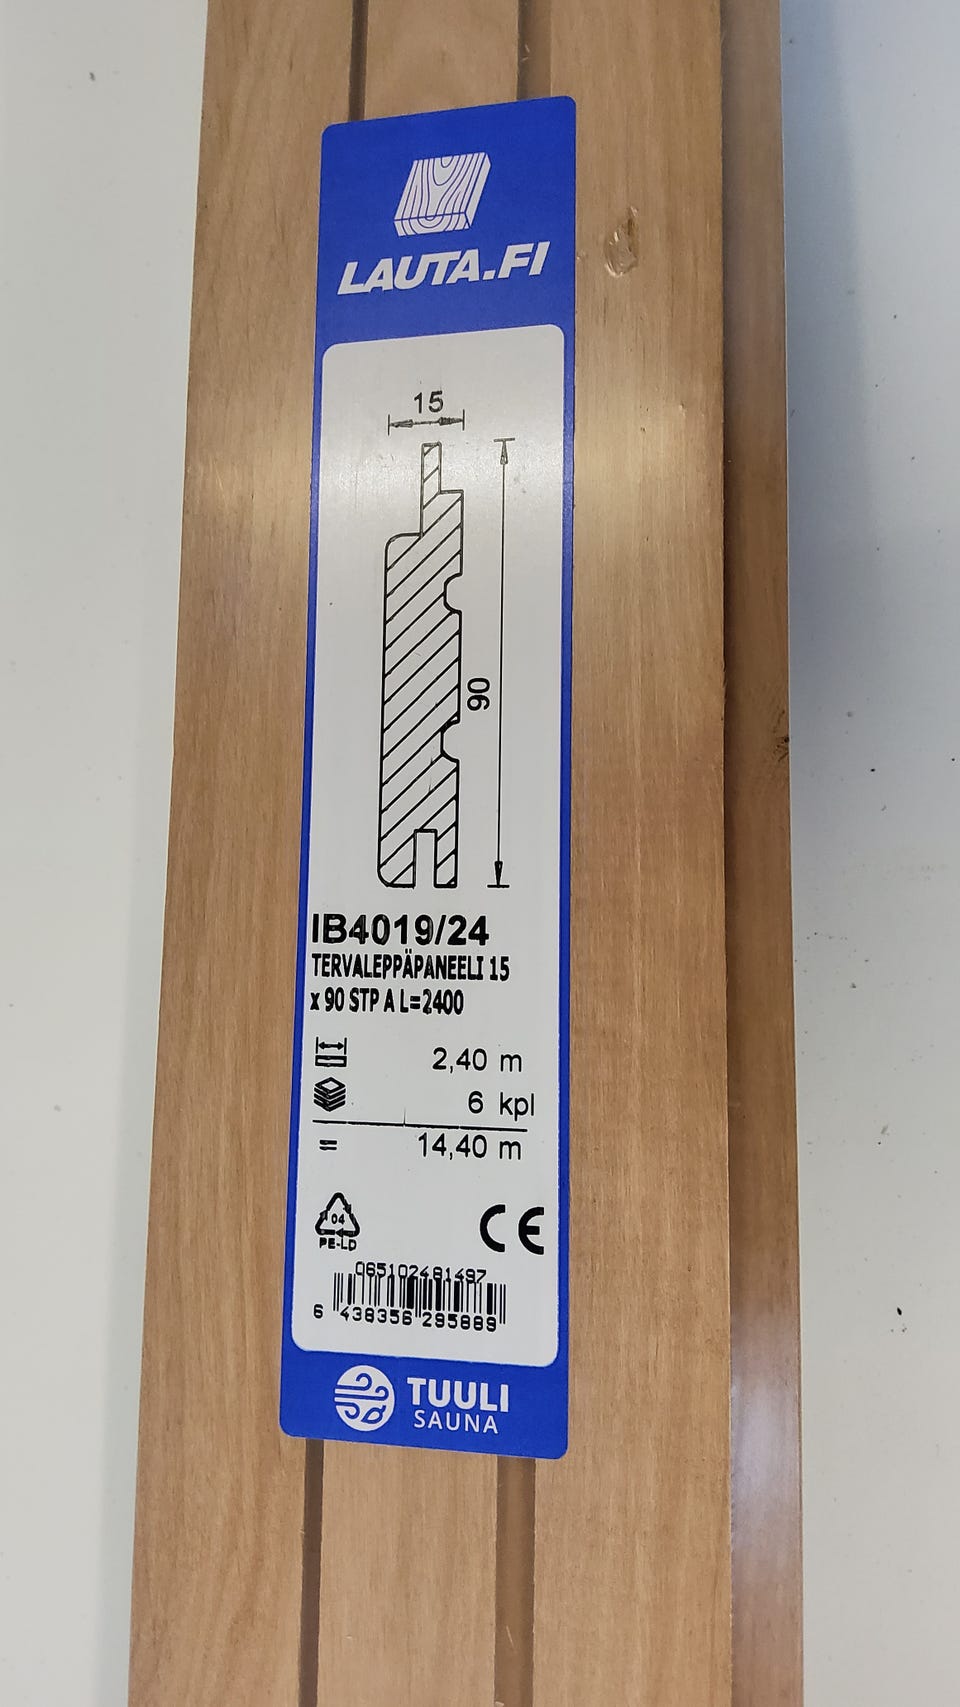 LAUTA.FI
15
90
IB4019/24
TERVALEPPÄPANEELI 15
x 90 STP A L=2400
2,40 m
6 kpl
= 14,40 m
04
PE-LD
CE
065102481497
6 438356 295889
TUULI
SAUNA